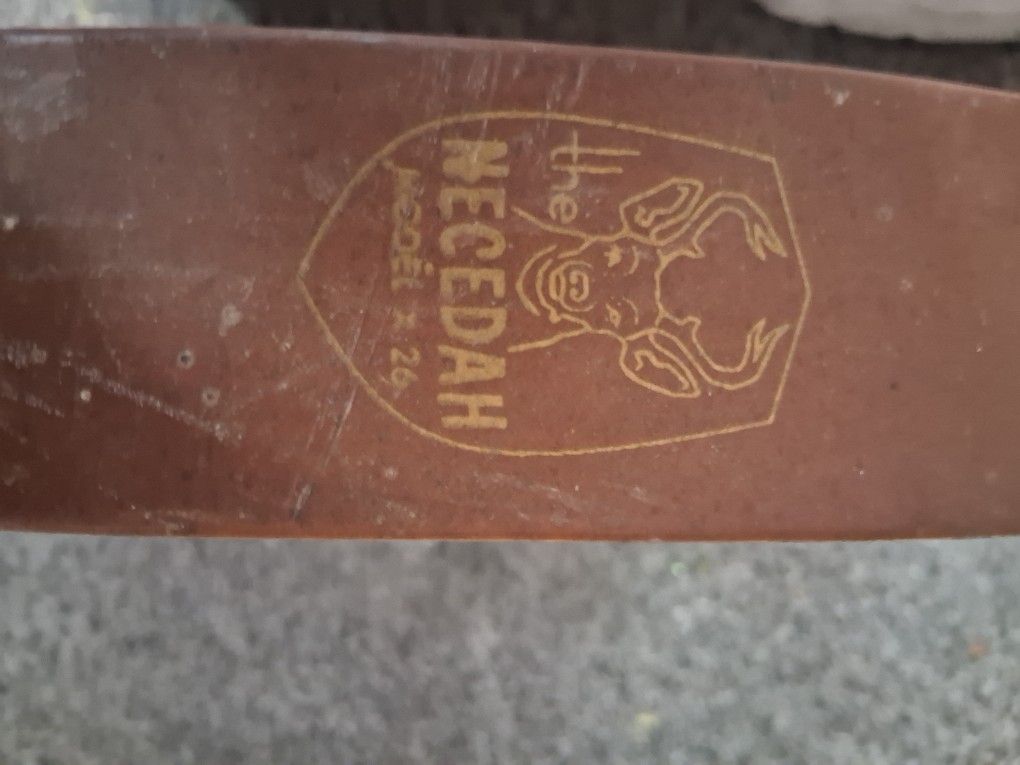 the
NECEDAH
MODEL X 26